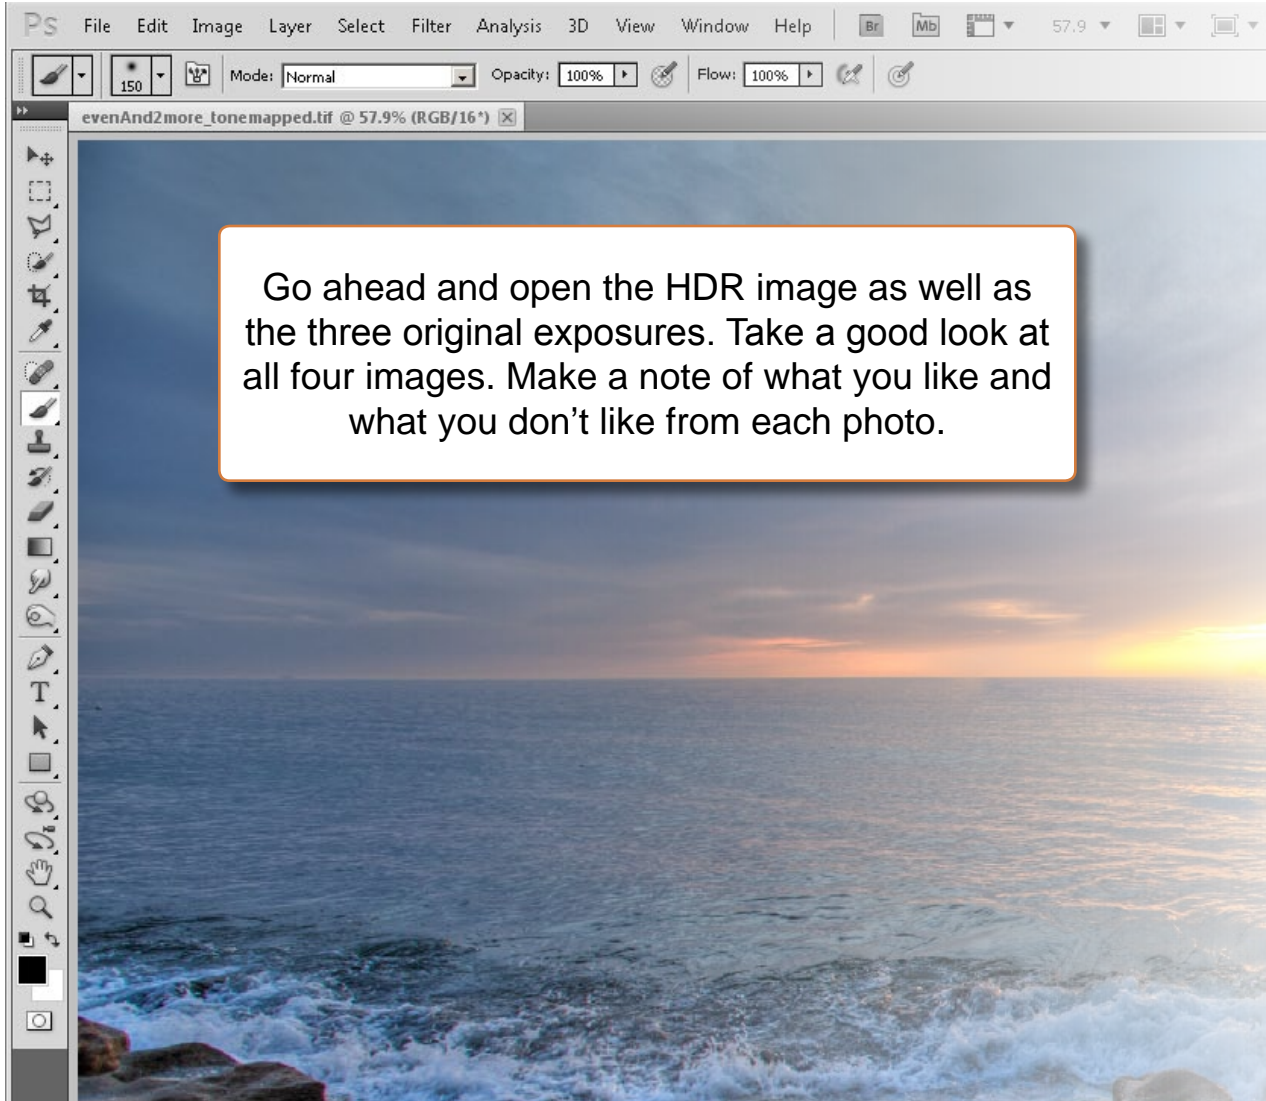 Ps File Edit Image Layer Select Filter Analysis 3D View Window Help Br Mb 57.9
150 Mode: Normal Opacity: 100% Flow: 100%
evenAnd2more_tonemapped.tif @ 57.9% (RGB/16*)
Go ahead and open the HDR image as well as
the three original exposures. Take a good look at
all four images. Make a note of what you like and
what you don’t like from each photo.
T